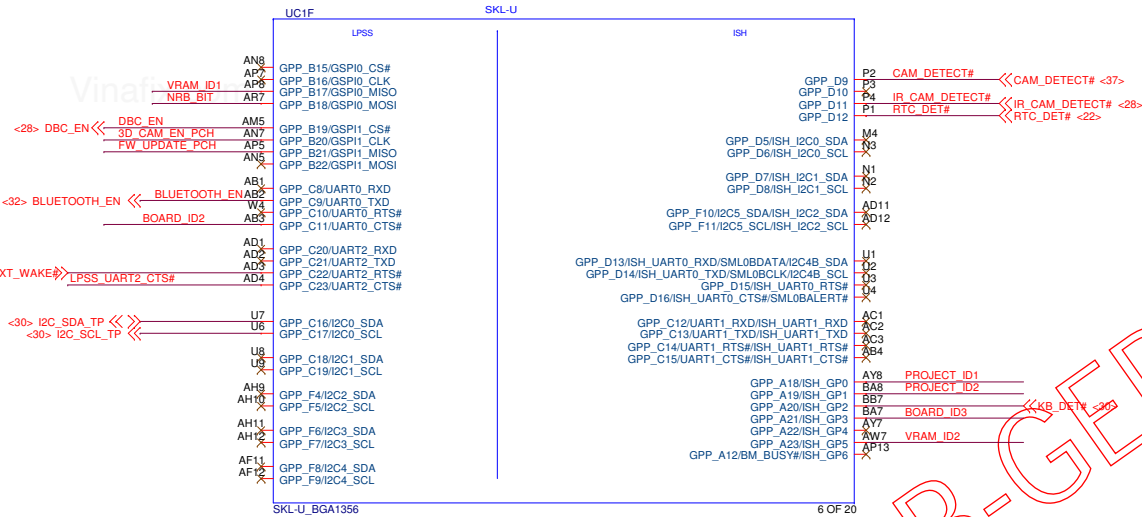 UC1F
SKL-U
LPSS
ISH
AN8 GPP_B15/GSPI0_CS#
AP7 GPP_B16/GSPI0_CLK
VRAM_ID1 AP8 GPP_B17/GSPI0_MISO
NRB_BIT AR7 GPP_B18/GSPI0_MOSI
<28> DBC_EN DBC_EN AM5 GPP_B19/GSPI1_CS#
3D_CAM_EN_PCH AN7 GPP_B20/GSPI1_CLK
FW_UPDATE_PCH AP5 GPP_B21/GSPI1_MISO
AN5 GPP_B22/GSPI1_MOSI
AB1 GPP_C8/UART0_RXD
<32> BLUETOOTH_EN BLUETOOTH_EN AB2 GPP_C9/UART0_TXD
W4 GPP_C10/UART0_RTS#
BOARD_ID2 AB3 GPP_C11/UART0_CTS#
AD1 GPP_C20/UART2_RXD
AD2 GPP_C21/UART2_TXD
XT_WAKE# AD3 GPP_C22/UART2_RTS#
LPSS_UART2_CTS# AD4 GPP_C23/UART2_CTS#
<30> I2C_SDA_TP U7 GPP_C16/I2C0_SDA
<30> I2C_SCL_TP U6 GPP_C17/I2C0_SCL
U8 GPP_C18/I2C1_SDA
U9 GPP_C19/I2C1_SCL
AH9 GPP_F4/I2C2_SDA
AH10 GPP_F5/I2C2_SCL
AH11 GPP_F6/I2C3_SDA
AH12 GPP_F7/I2C3_SCL
AF11 GPP_F8/I2C4_SDA
AF12 GPP_F9/I2C4_SCL
GPP_D9 P2 CAM_DETECT# CAM_DETECT# <37>
GPP_D10 P3
GPP_D11 P4 IR_CAM_DETECT# IR_CAM_DETECT# <28>
GPP_D12 P1 RTC_DET# RTC_DET# <22>
GPP_D5/ISH_I2C0_SDA M4
GPP_D6/ISH_I2C0_SCL N3
GPP_D7/ISH_I2C1_SDA N1
GPP_D8/ISH_I2C1_SCL N2
GPP_F10/I2C5_SDA/ISH_I2C2_SDA AD11
GPP_F11/I2C5_SCL/ISH_I2C2_SCL AD12
GPP_D13/ISH_UART0_RXD/SML0BDATA/I2C4B_SDA U1
GPP_D14/ISH_UART0_TXD/SML0BCLK/I2C4B_SCL U2
GPP_D15/ISH_UART0_RTS# U3
GPP_D16/ISH_UART0_CTS#/SML0BALERT# U4
GPP_C12/UART1_RXD/ISH_UART1_RXD AC1
GPP_C13/UART1_TXD/ISH_UART1_TXD AC2
GPP_C14/UART1_RTS#/ISH_UART1_RTS# AC3
GPP_C15/UART1_CTS#/ISH_UART1_CTS# AB4
GPP_A18/ISH_GP0 AY8 PROJECT_ID1
GPP_A19/ISH_GP1 BA8 PROJECT_ID2
GPP_A20/ISH_GP2 BB7 KB_DET# <30>
GPP_A21/ISH_GP3 BA7 BOARD_ID3
GPP_A22/ISH_GP4 AY7
GPP_A23/ISH_GP5 AW7 VRAM_ID2
GPP_A12/BM_BUSY#/ISH_GP6 AP13
SKL-U_BGA1356
6 OF 20